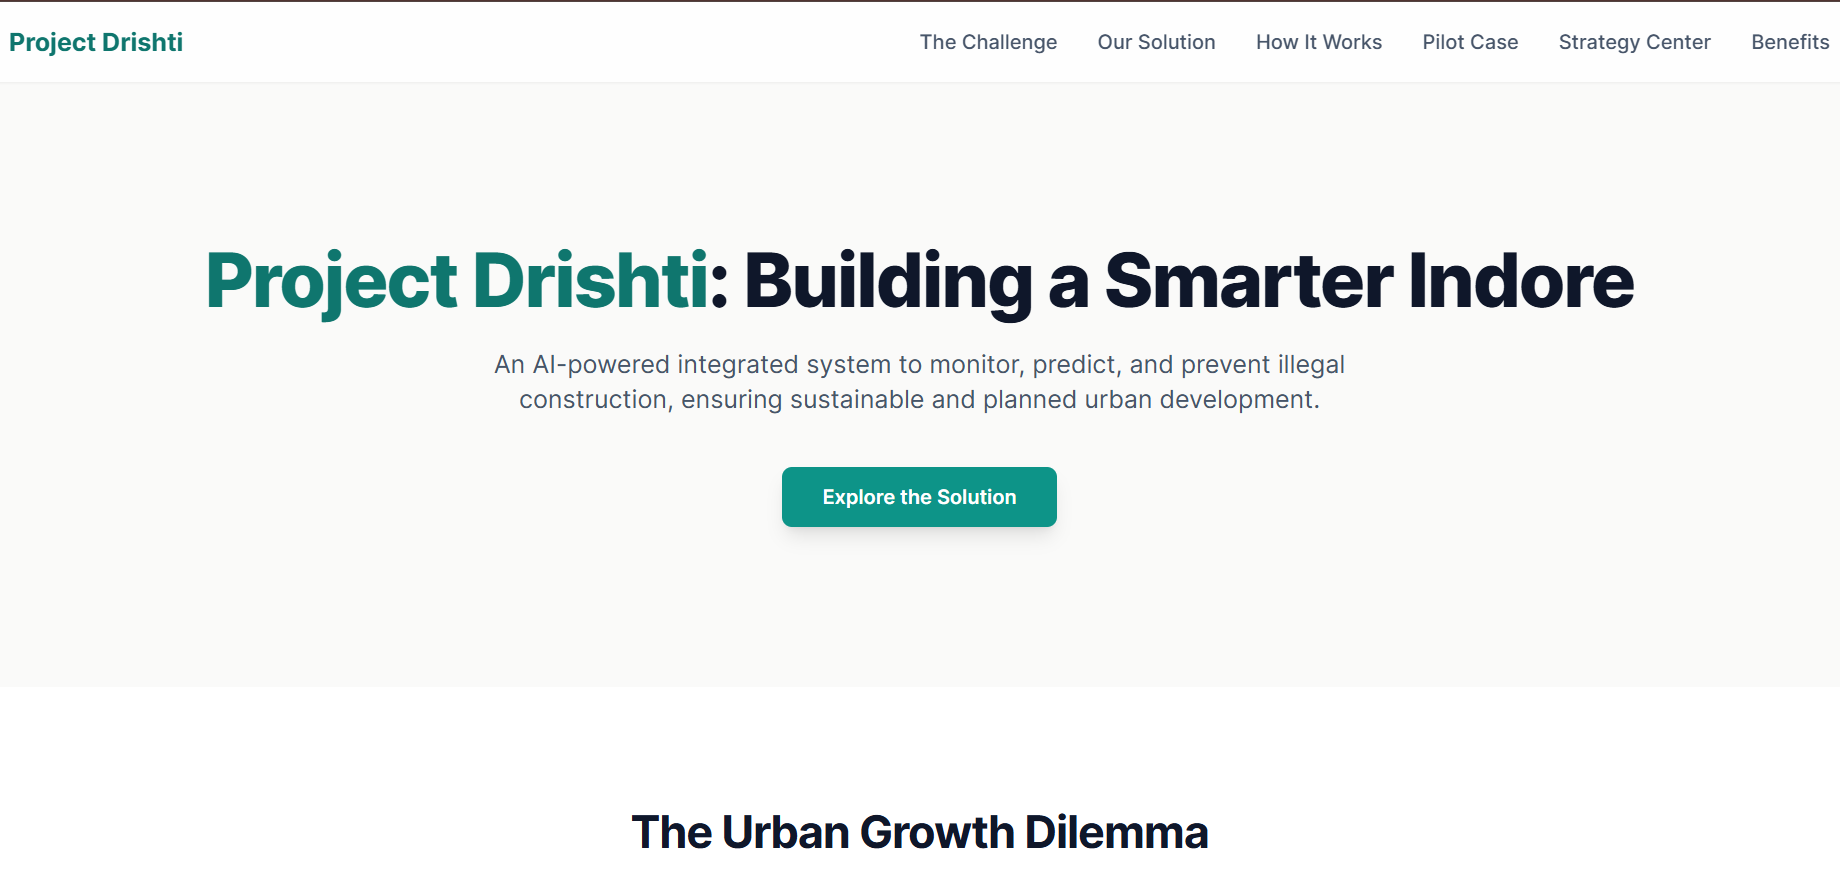 Project Drishti
The Challenge
Our Solution
How It Works
Pilot Case
Strategy Center
Benefits
Project Drishti: Building a Smarter Indore
An AI-powered integrated system to monitor, predict, and prevent illegal
construction, ensuring sustainable and planned urban development.
Explore the Solution
The Urban Growth Dilemma